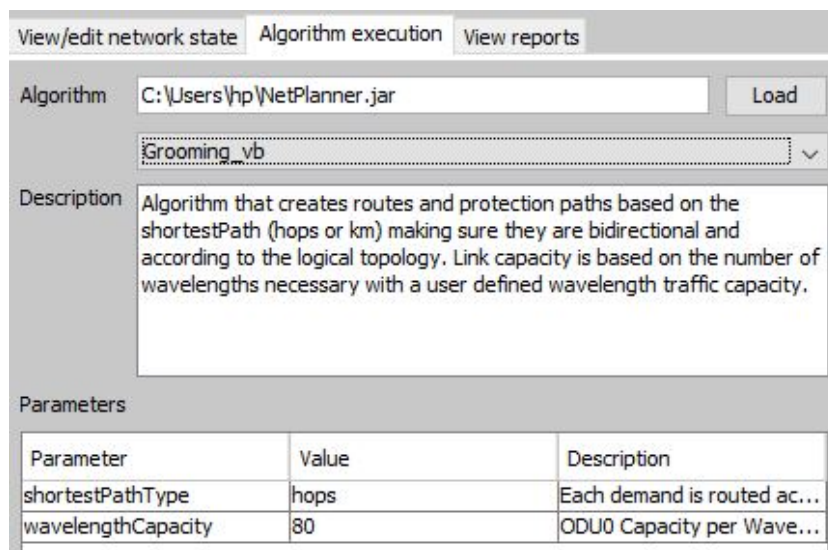 View/edit network state Algorithm execution View reports
Algorithm C:\Users\hp\NetPlanner.jar Load
Grooming_vb
Description Algorithm that creates routes and protection paths based on the
shortestPath (hops or km) making sure they are bidirectional and
according to the logical topology. Link capacity is based on the number of
wavelengths necessary with a user defined wavelength traffic capacity.
Parameters
Parameter Value Description
shortestPathType hops Each demand is routed ac...
wavelengthCapacity 80 ODU0 Capacity per Wave...